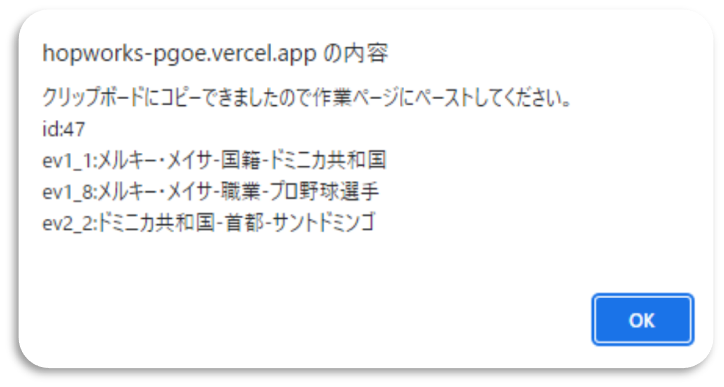 hopworks-pgoe.vercel.app の内容
クリップボードにコピーできましたので作業ページにペーストしてください。
id:47
ev1_1:メルキー・メイサ-国籍-ドミニカ共和国
ev1_8:メルキー・メイサ-職業-プロ野球選手
ev2_2:ドミニカ共和国-首都-サントドミンゴ
OK